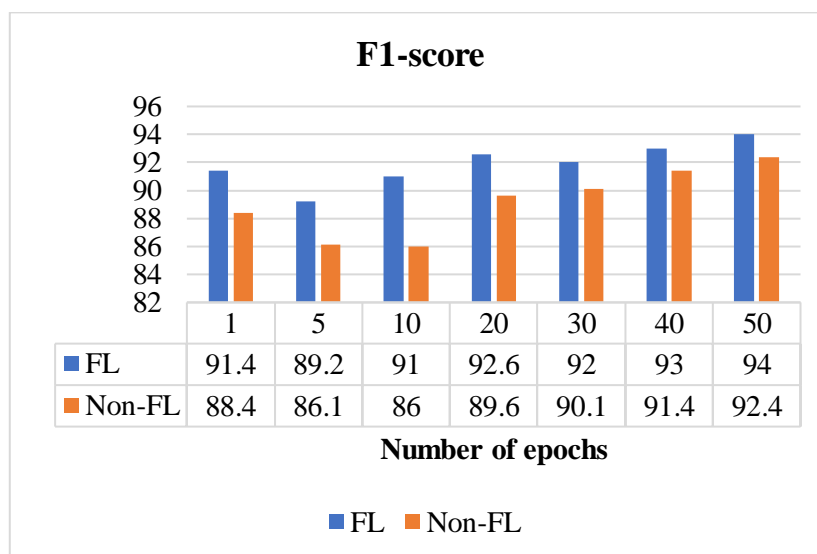 F1-score
96
94
92
90
88
86
84
82
1 5 10 20 30 40 50
FL 91.4 89.2 91 92.6 92 93 94
Non-FL 88.4 86.1 86 89.6 90.1 91.4 92.4
Number of epochs
FL Non-FL